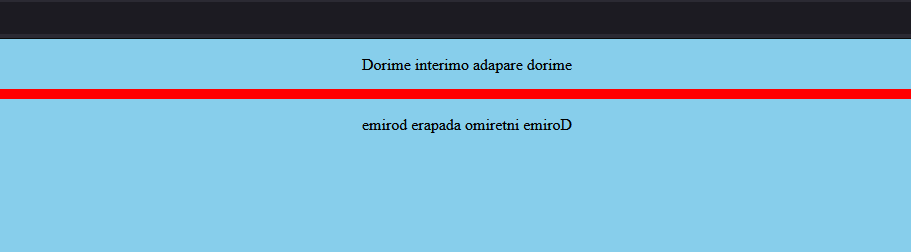 Dorime interimo adapare dorime
emirod erapada omiretni emiroD